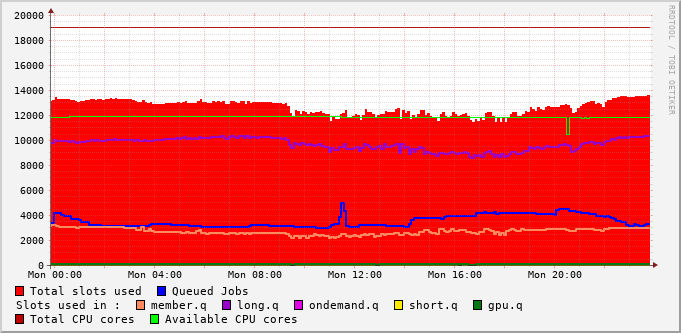 RRDTOOL / TOBI OETIKER
20000
18000
16000
14000
12000
10000
8000
6000
4000
2000
0
Mon 00:00 Mon 04:00 Mon 08:00 Mon 12:00 Mon 16:00 Mon 20:00
Total slots used Queued Jobs
Slots used in : member.q long.q ondemand.q short.q gpu.q
Total CPU cores Available CPU cores